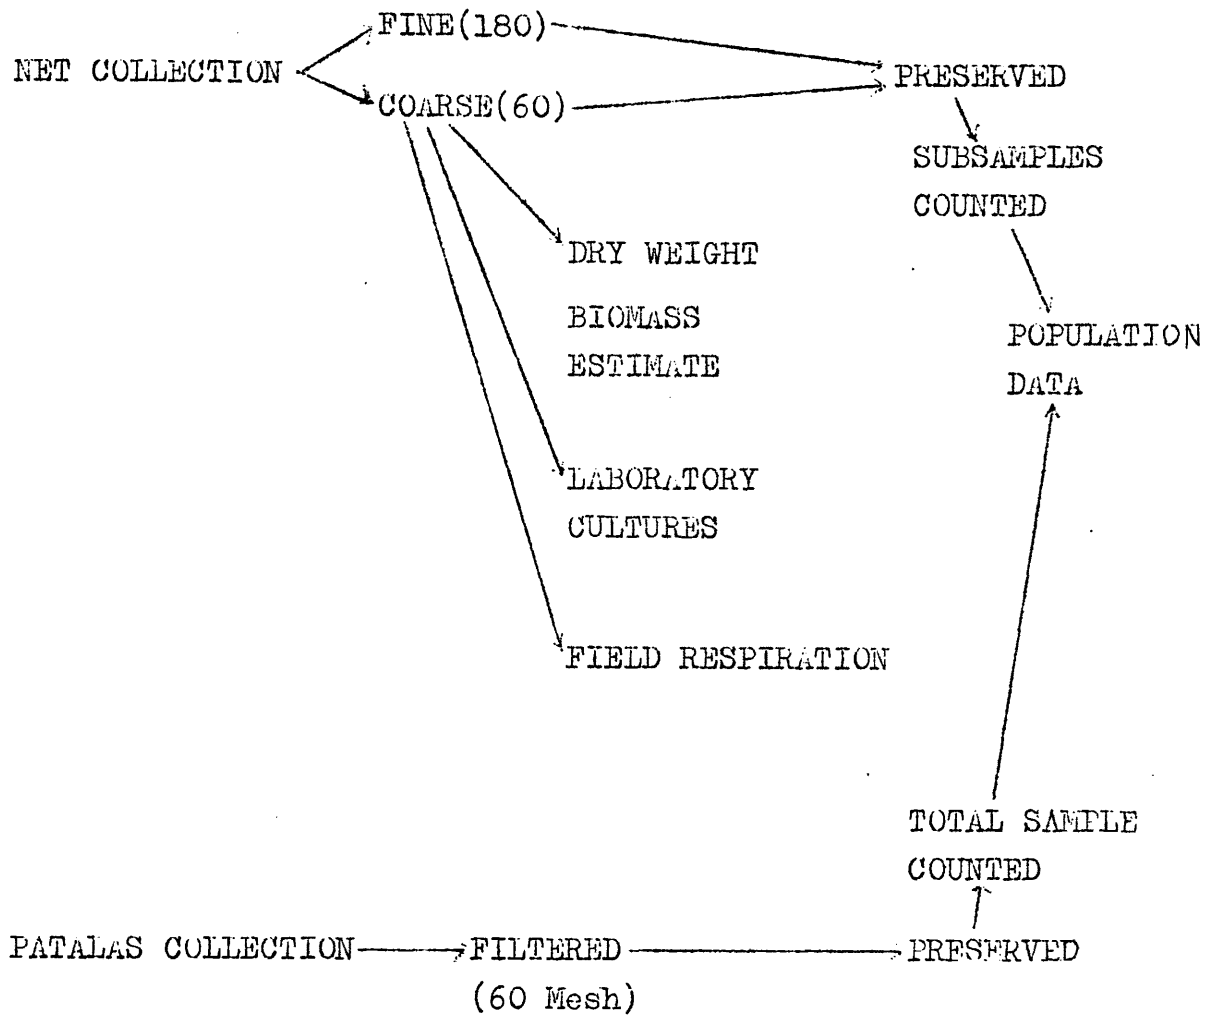 FINE(180)
NET COLLECTION
COARSE(60)
PRESERVED
SUBSAMPLES
COUNTED
DRY WEIGHT
BIOMASS
ESTIMATE
POPULATION
DATA
LABORATORY
CULTURES
FIELD RESPIRATION
TOTAL SAMPLE
COUNTED
PATALAS COLLECTION
FILTERED
(60 Mesh)
PRESERVED